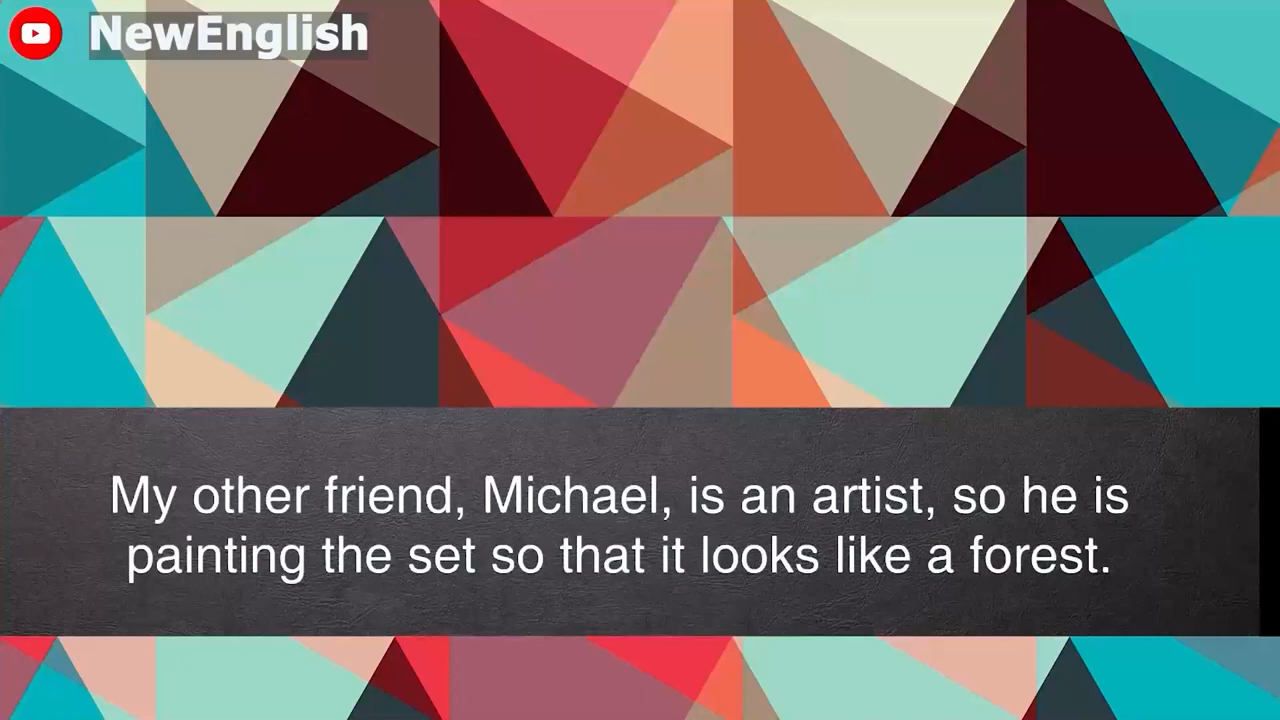 NewEnglish
My other friend, Michael, is an artist, so he is
painting the set so that it looks like a forest.